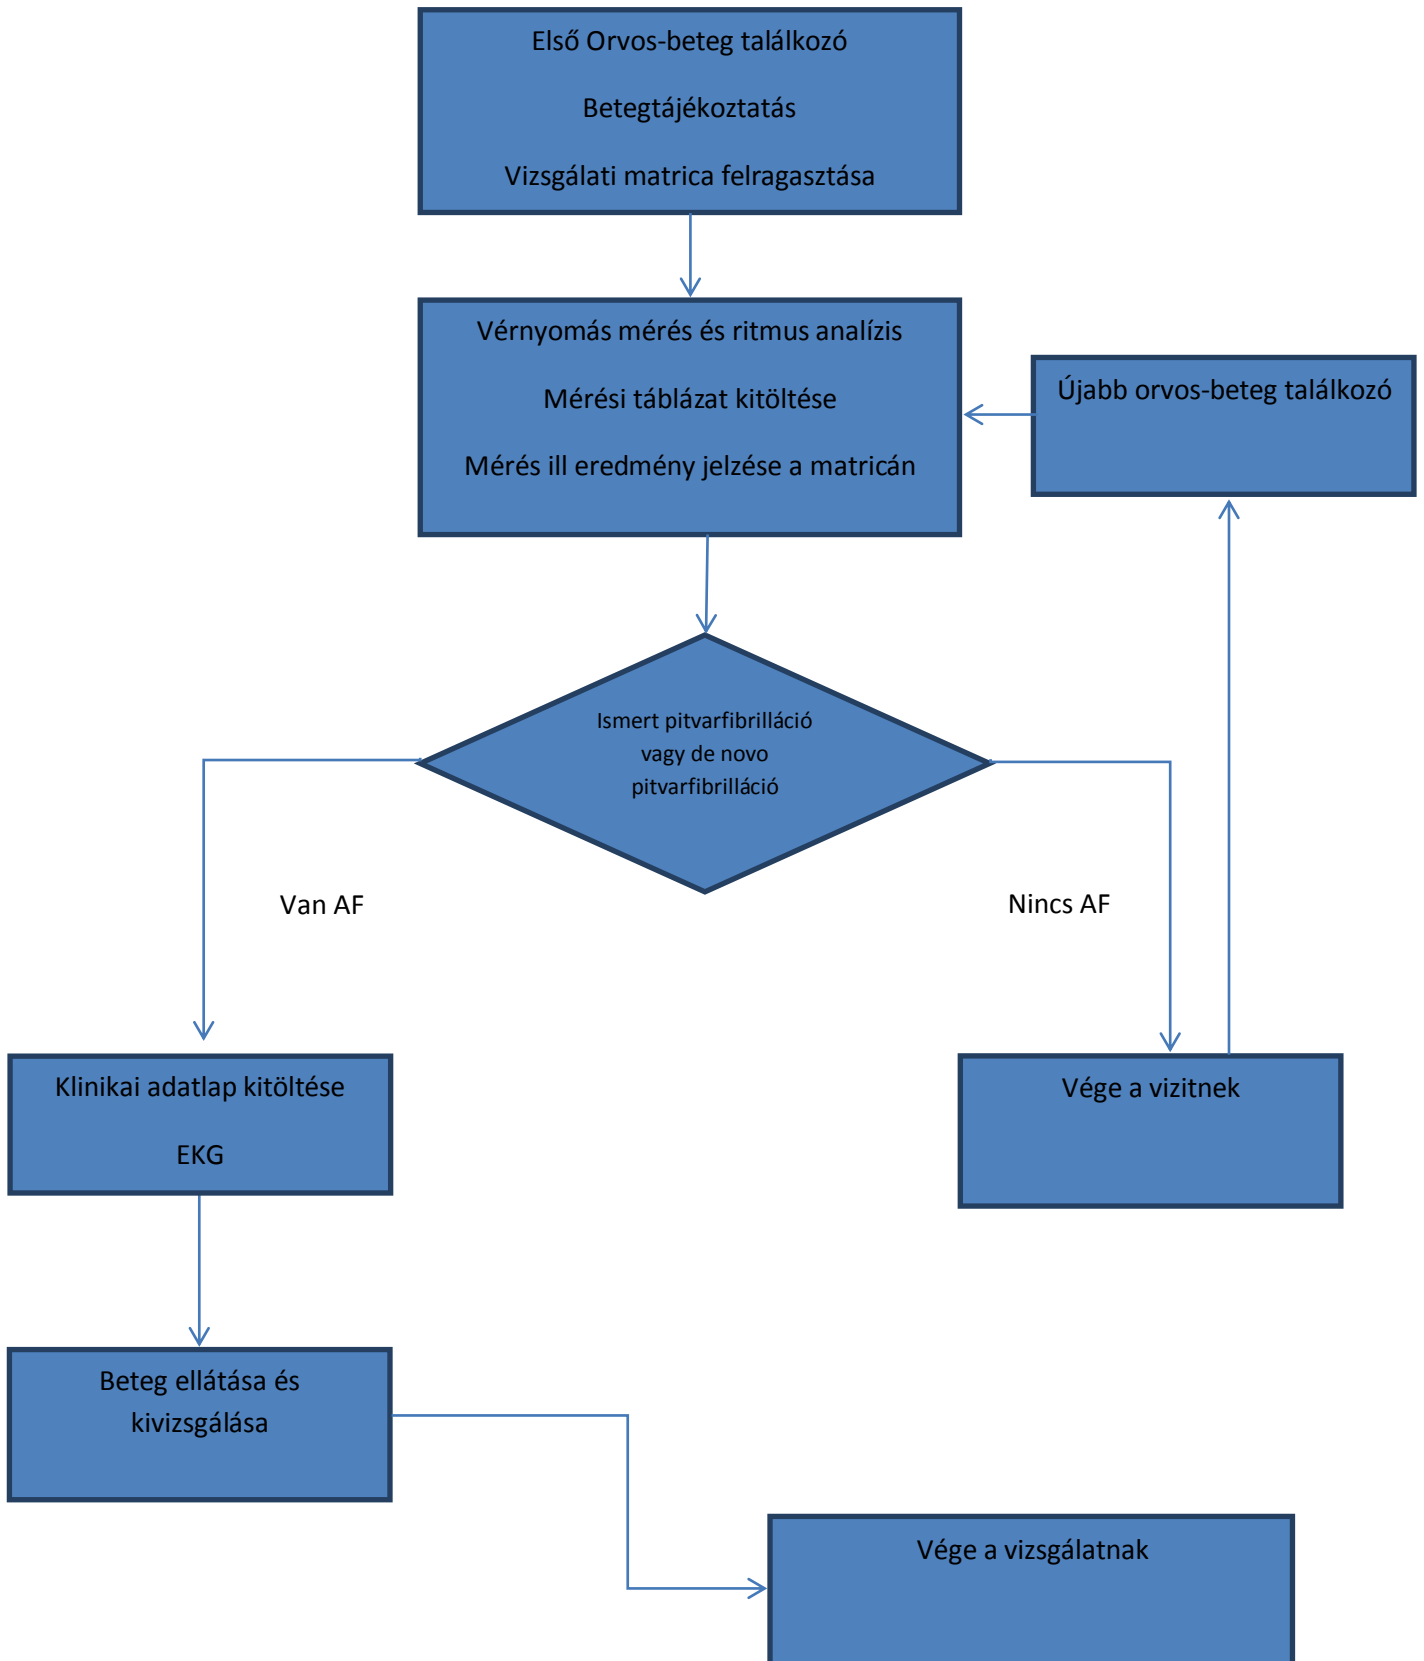 Első Orvos-beteg találkozó
Betegtájékoztatás
Vizsgálati matrica felragasztása
Vérnyomás mérés és ritmus analízis
Mérési táblázat kitöltése
Mérés ill eredmény jelzése a matricán
Újabb orvos-beteg találkozó
Ismert pitvarfibrilláció
vagy de novo
pitvarfibrilláció
Van AF
Nincs AF
Klinikai adatlap kitöltése
EKG
Vége a vizitnek
Beteg ellátása és
kivizsgálása
Vége a vizsgálatnak